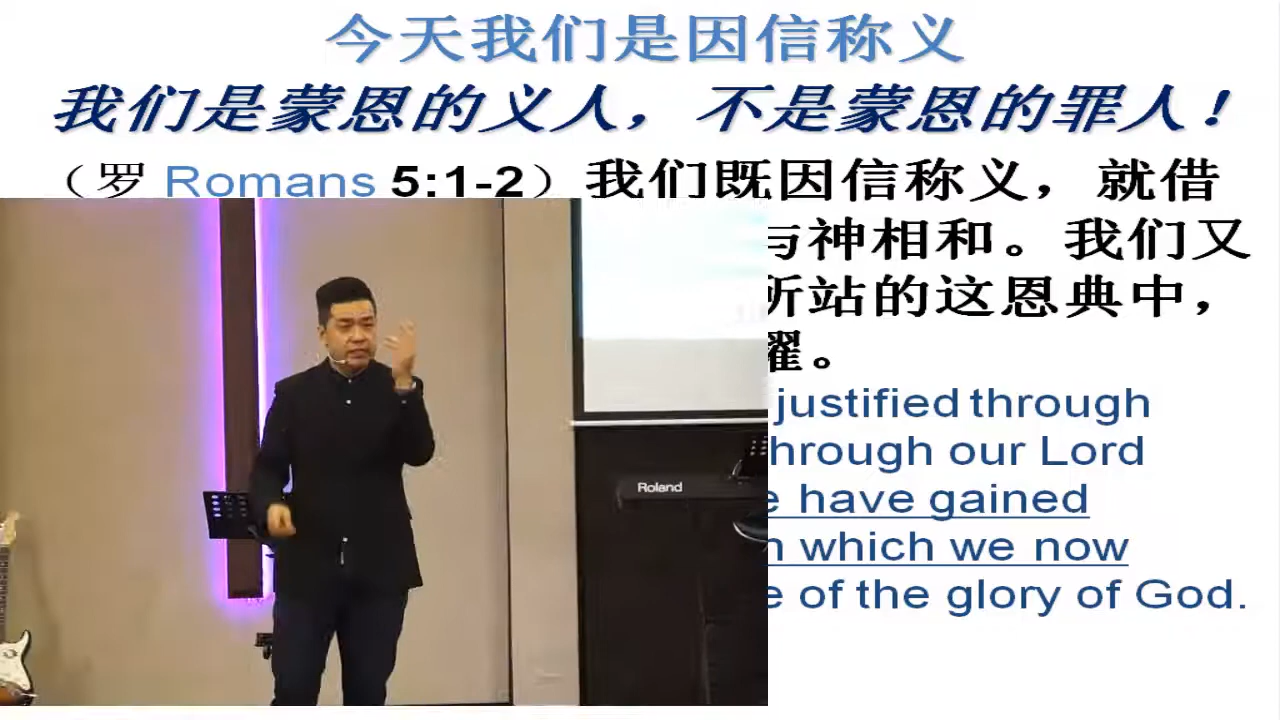 今天我们是因信称义
我们是蒙恩的义人，不是蒙恩的罪人！
（罗 Romans 5:1-2）我们既因信称义，就借
与神相和。我们又
所站的这恩典中，
耀。
justified through
through our Lord
have gained
which we now
of the glory of God.
Roland